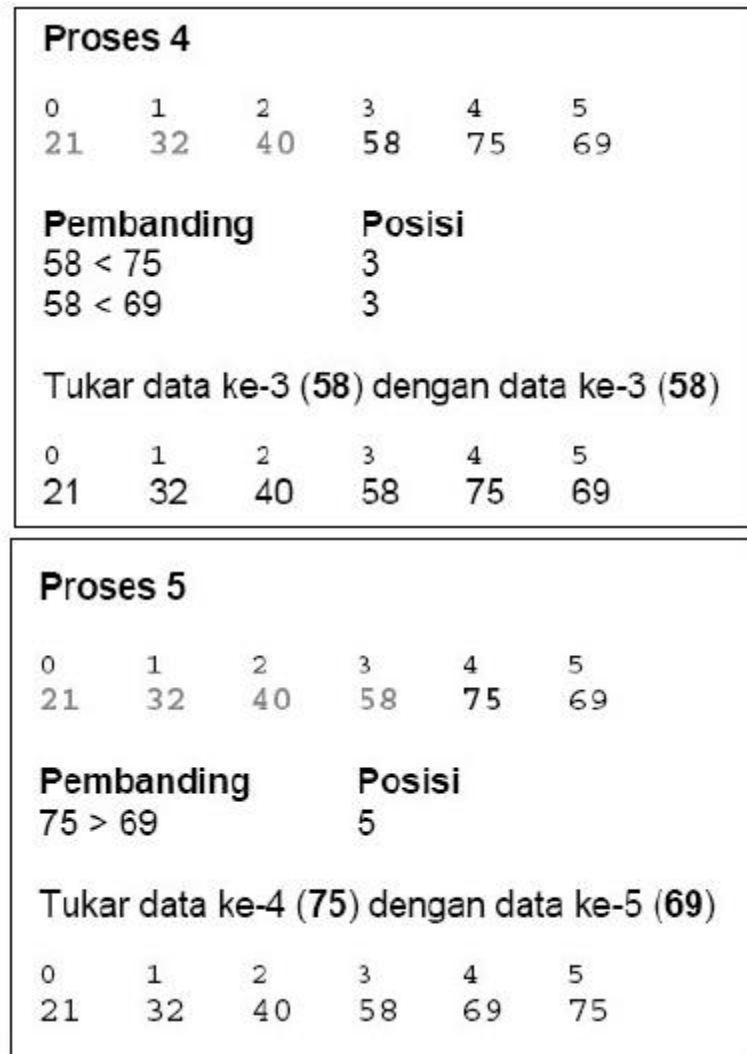 Proses 4
0 1 2 3 4 5
21 32 40 58 75 69
Pembanding Posisi
58 < 75 3
58 < 69 3
Tukar data ke-3 (58) dengan data ke-3 (58)
0 1 2 3 4 5
21 32 40 58 75 69
Proses 5
0 1 2 3 4 5
21 32 40 58 75 69
Pembanding Posisi
75 > 69 5
Tukar data ke-4 (75) dengan data ke-5 (69)
0 1 2 3 4 5
21 32 40 58 69 75